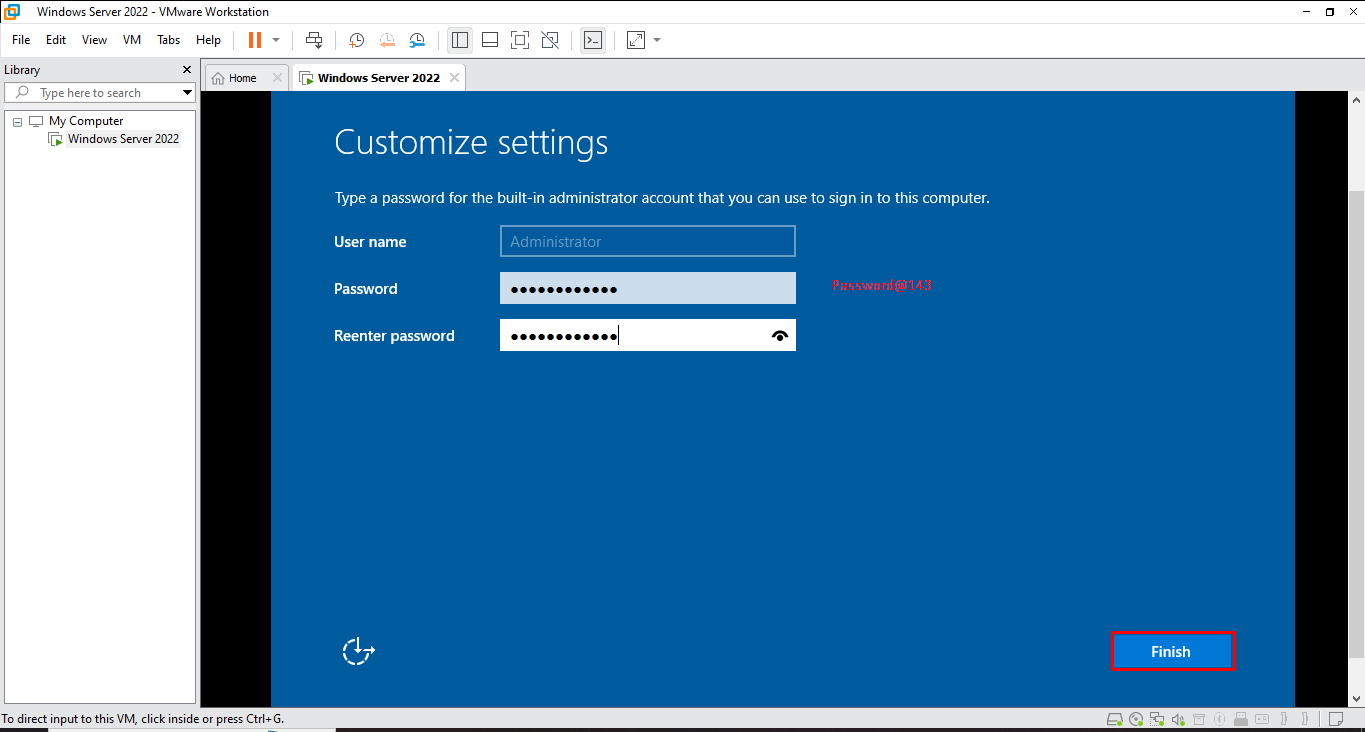 Windows Server 2022 - VMware Workstation
File Edit View VM Tabs Help
Library
Home
Windows Server 2022
Type here to search
My Computer
Windows Server 2022
Customize settings
Type a password for the built-in administrator account that you can use to sign in to this computer.
User name
Administrator
Password
●●●●●●●●●●●●
Password@143
Reenter password
●●●●●●●●●●●●
Finish
To direct input to this VM, click inside or press Ctrl+G.